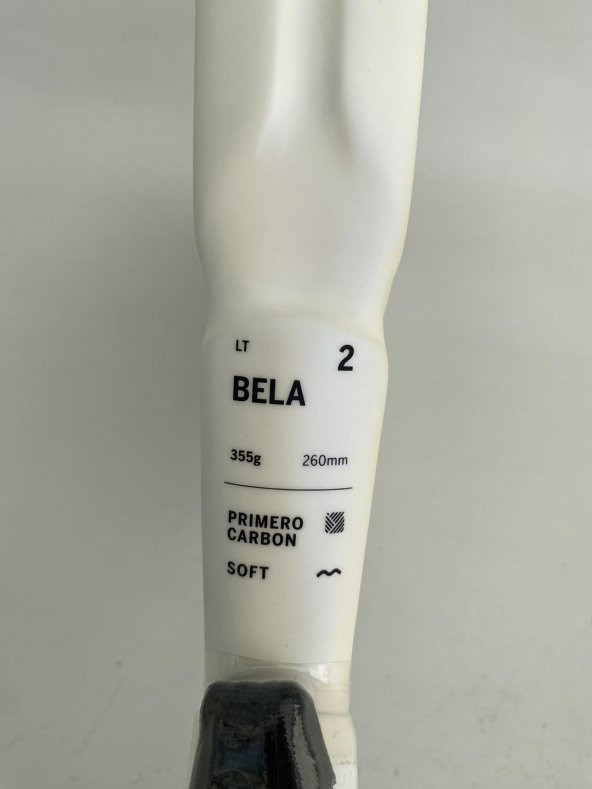 LT 2
BELA
355g 260mm
PRIMERO
CARBON
SOFT